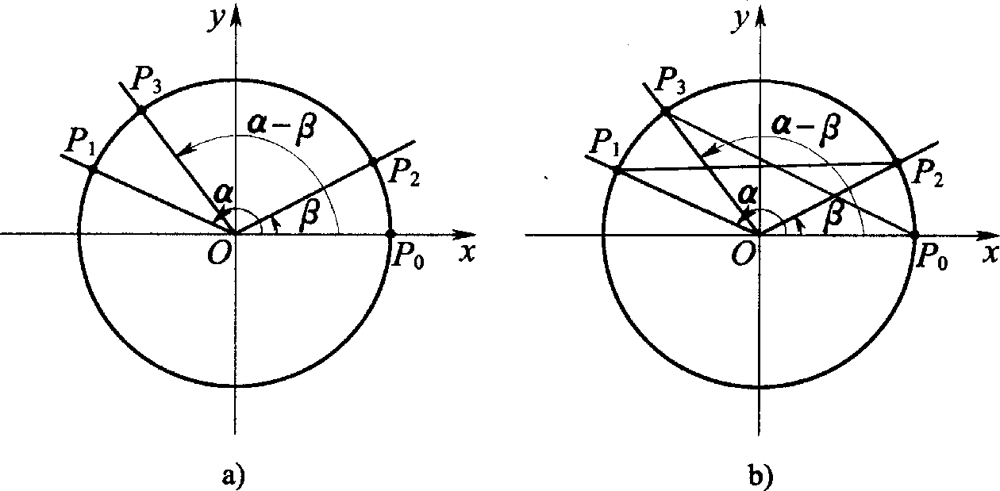 y
P₃
α – β
P₁
P₂
α
β
O
P₀
x
a)
y
P₃
α – β
P₁
P₂
α
β
O
P₀
x
b)